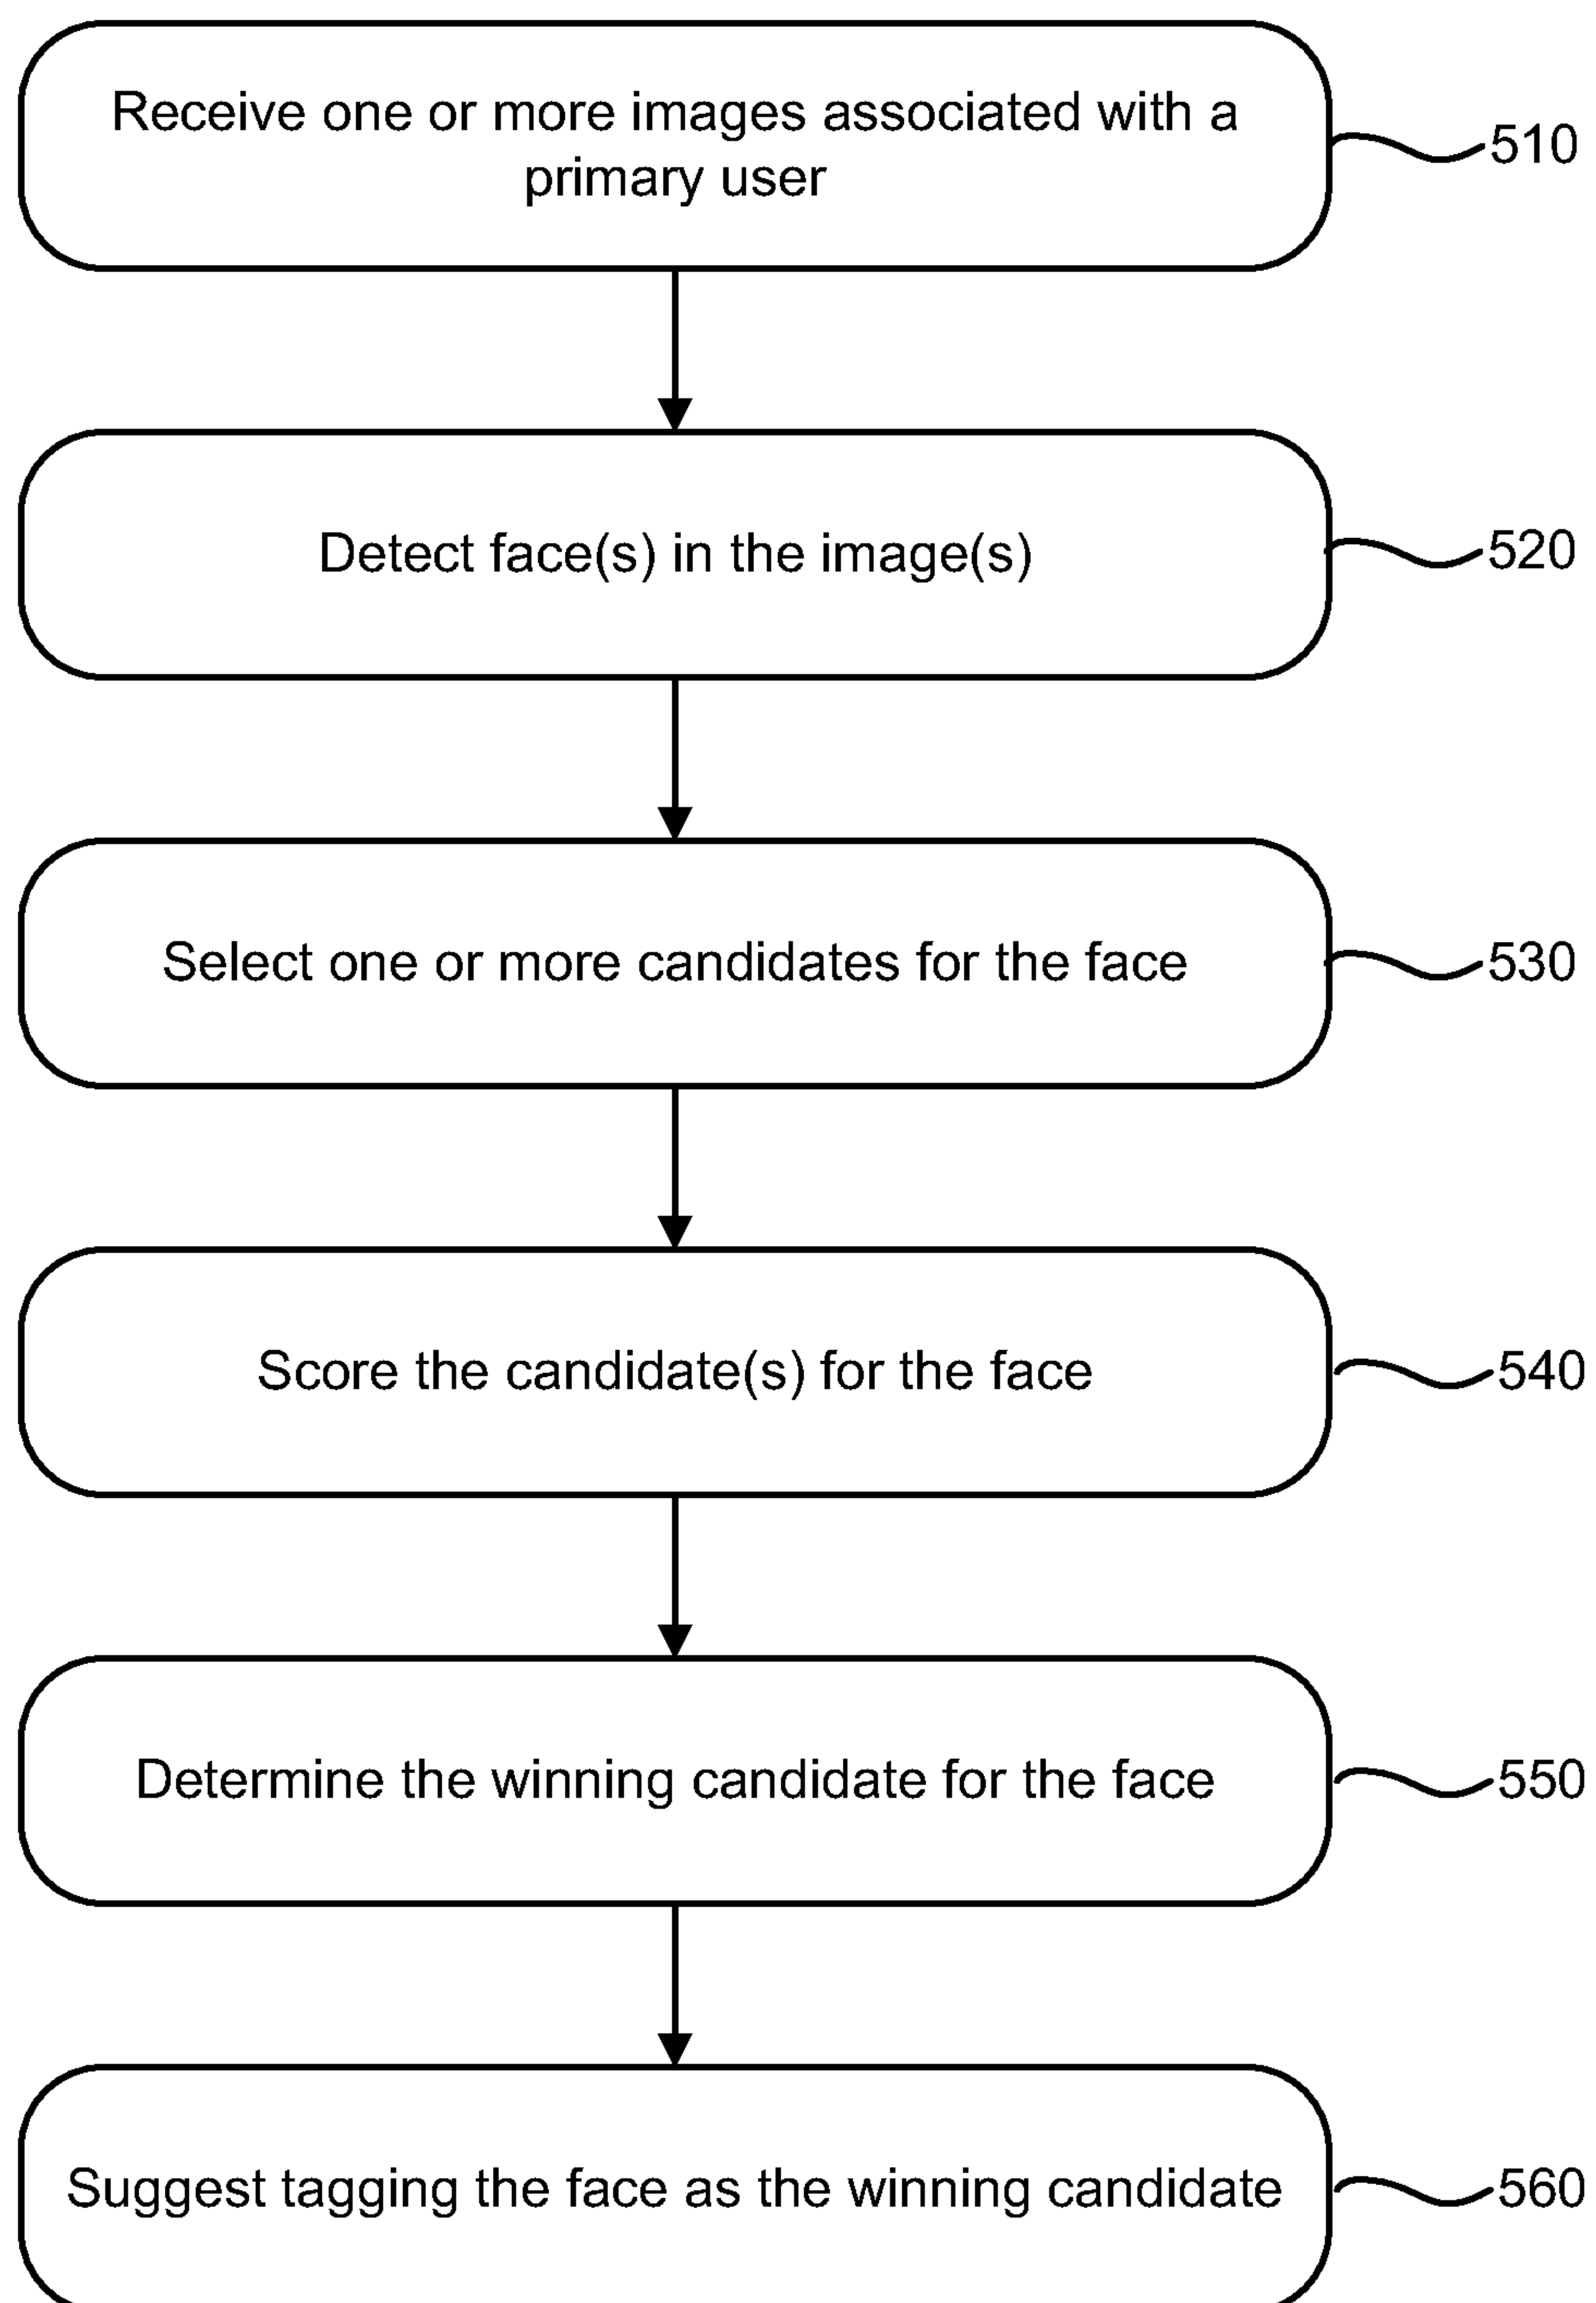 Receive one or more images associated with a
primary user
510
Detect face(s) in the image(s)
520
Select one or more candidates for the face
530
Score the candidate(s) for the face
540
Determine the winning candidate for the face
550
Suggest tagging the face as the winning candidate
560